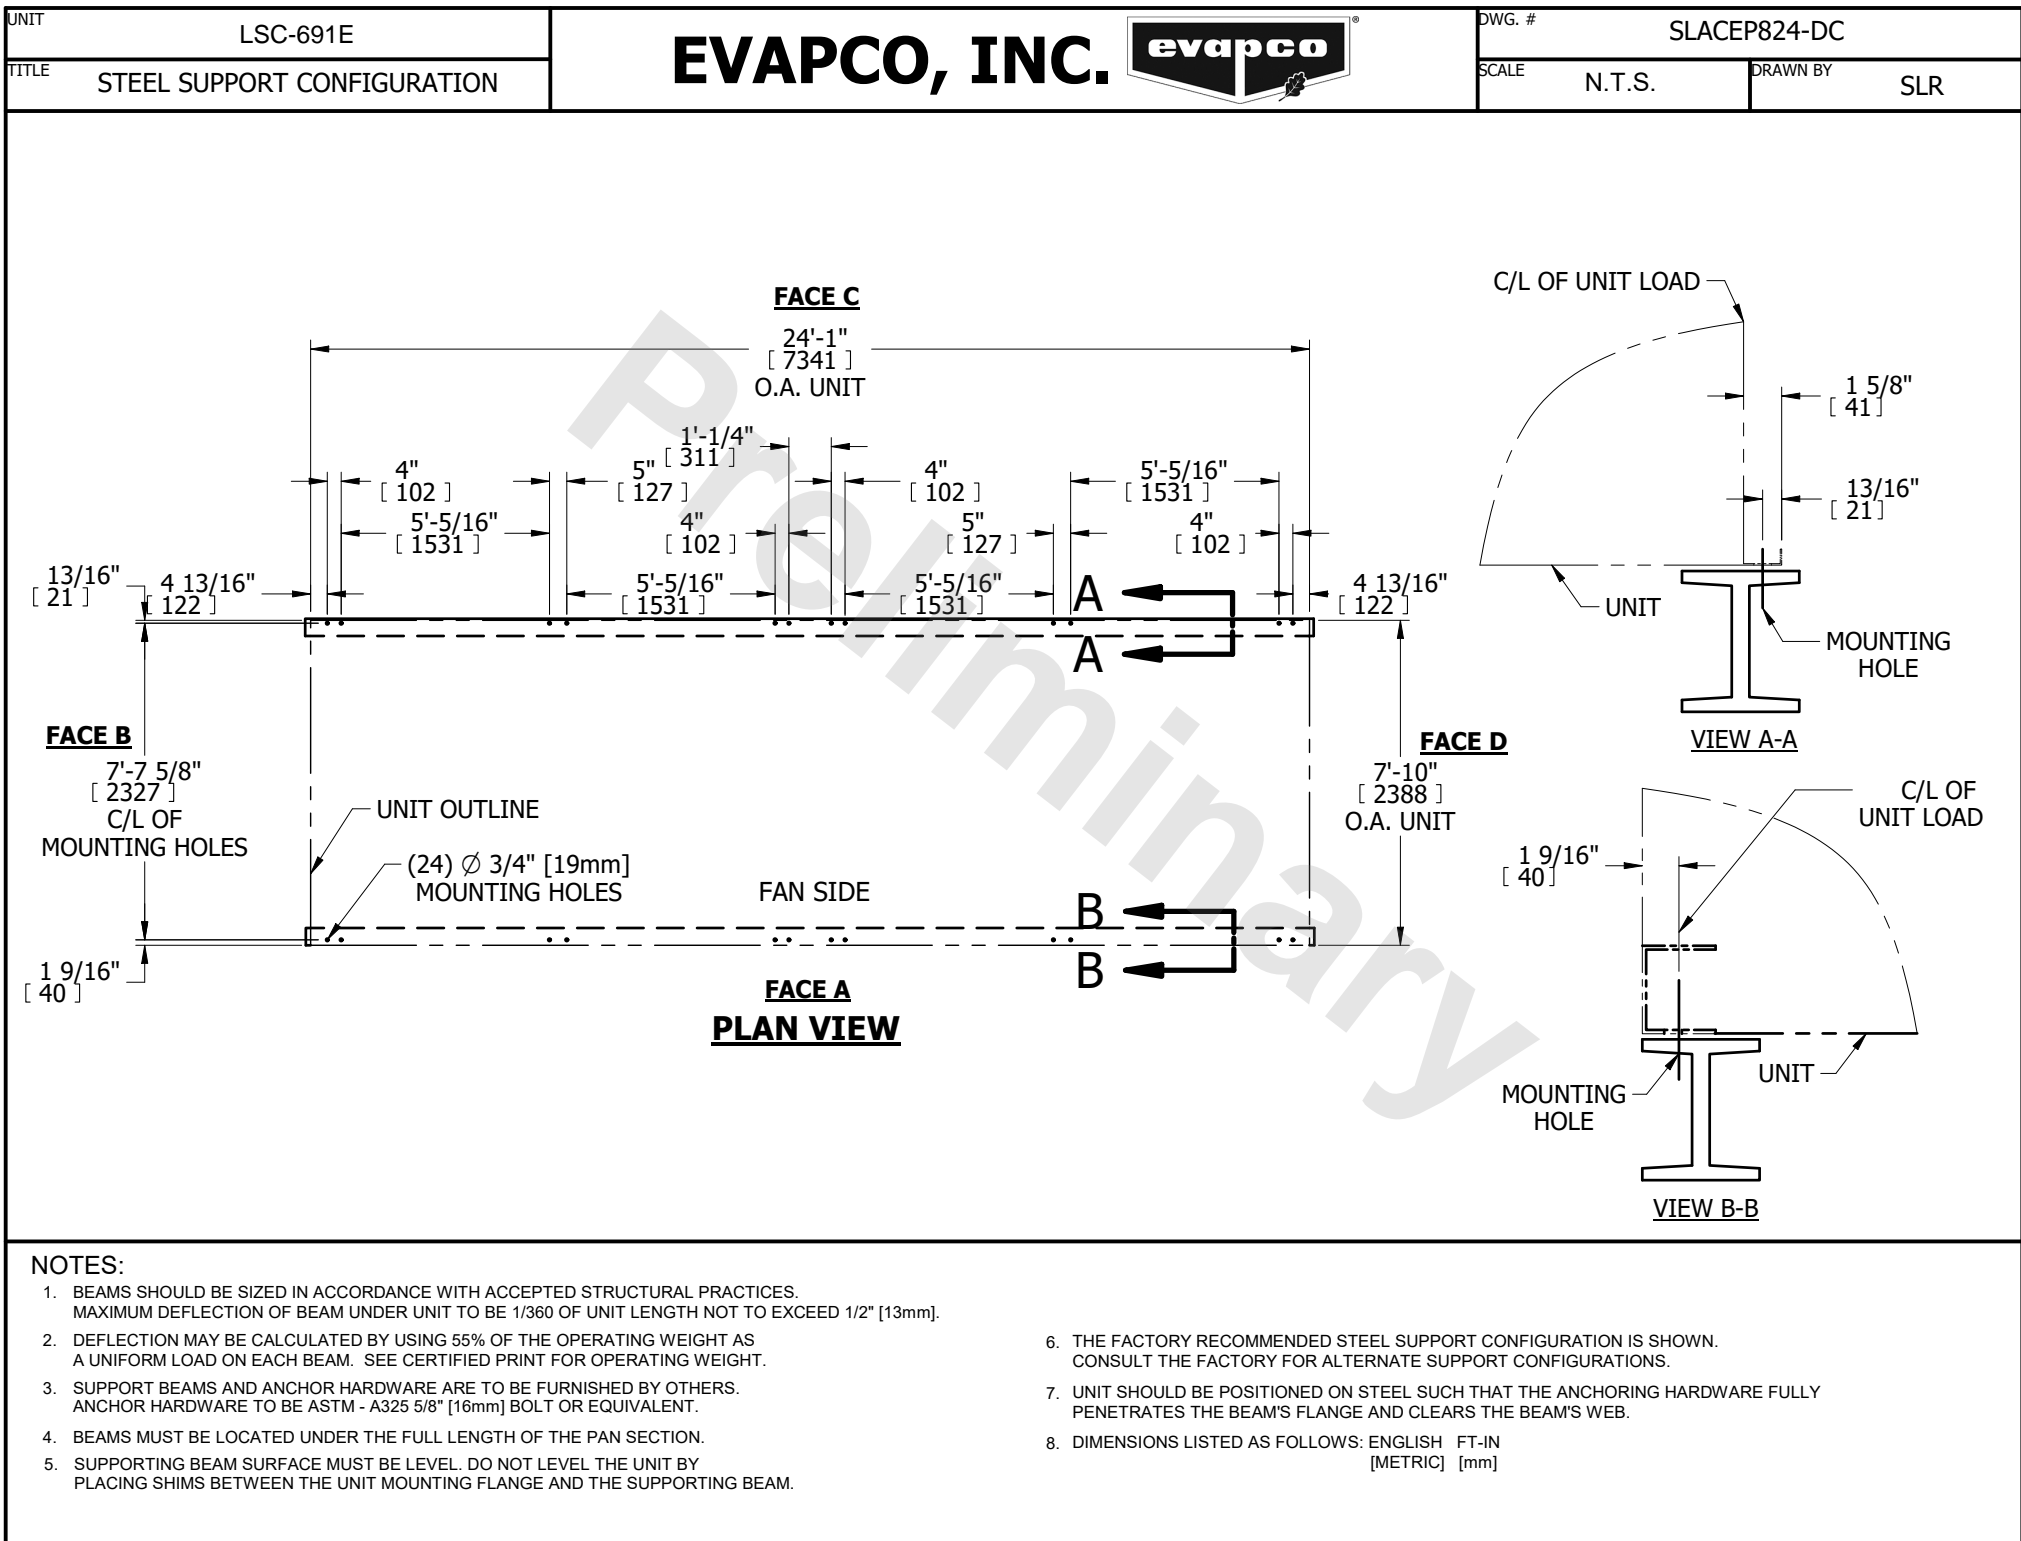 UNIT
LSC-691E
TITLE
STEEL SUPPORT CONFIGURATION
EVAPCO, INC.
evapco
®
DWG. #
SLACEP824-DC
SCALE
N.T.S.
DRAWN BY
SLR
Preliminary
FACE C
24'-1"
[ 7341 ]
O.A. UNIT
1'-1/4"
[ 311 ]
4"
[ 102 ]
5"
[ 127 ]
4"
[ 102 ]
5'-5/16"
[ 1531 ]
5'-5/16"
[ 1531 ]
4"
[ 102 ]
5"
[ 127 ]
4"
[ 102 ]
13/16"
[ 21 ]
4 13/16"
[ 122 ]
5'-5/16"
[ 1531 ]
5'-5/16"
[ 1531 ]
4 13/16"
[ 122 ]
A
A
FACE B
7'-7 5/8"
[ 2327 ]
C/L OF
MOUNTING HOLES
FACE D
7'-10"
[ 2388 ]
O.A. UNIT
UNIT OUTLINE
(24) Ø 3/4" [19mm]
MOUNTING HOLES
FAN SIDE
B
B
1 9/16"
[ 40 ]
FACE A
PLAN VIEW
C/L OF UNIT LOAD
1 5/8"
[ 41 ]
13/16"
[ 21 ]
UNIT
MOUNTING
HOLE
VIEW A-A
C/L OF
UNIT LOAD
1 9/16"
[ 40 ]
UNIT
MOUNTING
HOLE
VIEW B-B
NOTES:
1. BEAMS SHOULD BE SIZED IN ACCORDANCE WITH ACCEPTED STRUCTURAL PRACTICES.
MAXIMUM DEFLECTION OF BEAM UNDER UNIT TO BE 1/360 OF UNIT LENGTH NOT TO EXCEED 1/2" [13mm].
2. DEFLECTION MAY BE CALCULATED BY USING 55% OF THE OPERATING WEIGHT AS
A UNIFORM LOAD ON EACH BEAM. SEE CERTIFIED PRINT FOR OPERATING WEIGHT.
3. SUPPORT BEAMS AND ANCHOR HARDWARE ARE TO BE FURNISHED BY OTHERS.
ANCHOR HARDWARE TO BE ASTM - A325 5/8" [16mm] BOLT OR EQUIVALENT.
4. BEAMS MUST BE LOCATED UNDER THE FULL LENGTH OF THE PAN SECTION.
5. SUPPORTING BEAM SURFACE MUST BE LEVEL. DO NOT LEVEL THE UNIT BY
PLACING SHIMS BETWEEN THE UNIT MOUNTING FLANGE AND THE SUPPORTING BEAM.
6. THE FACTORY RECOMMENDED STEEL SUPPORT CONFIGURATION IS SHOWN.
CONSULT THE FACTORY FOR ALTERNATE SUPPORT CONFIGURATIONS.
7. UNIT SHOULD BE POSITIONED ON STEEL SUCH THAT THE ANCHORING HARDWARE FULLY
PENETRATES THE BEAM'S FLANGE AND CLEARS THE BEAM'S WEB.
8. DIMENSIONS LISTED AS FOLLOWS: ENGLISH FT-IN
[METRIC] [mm]